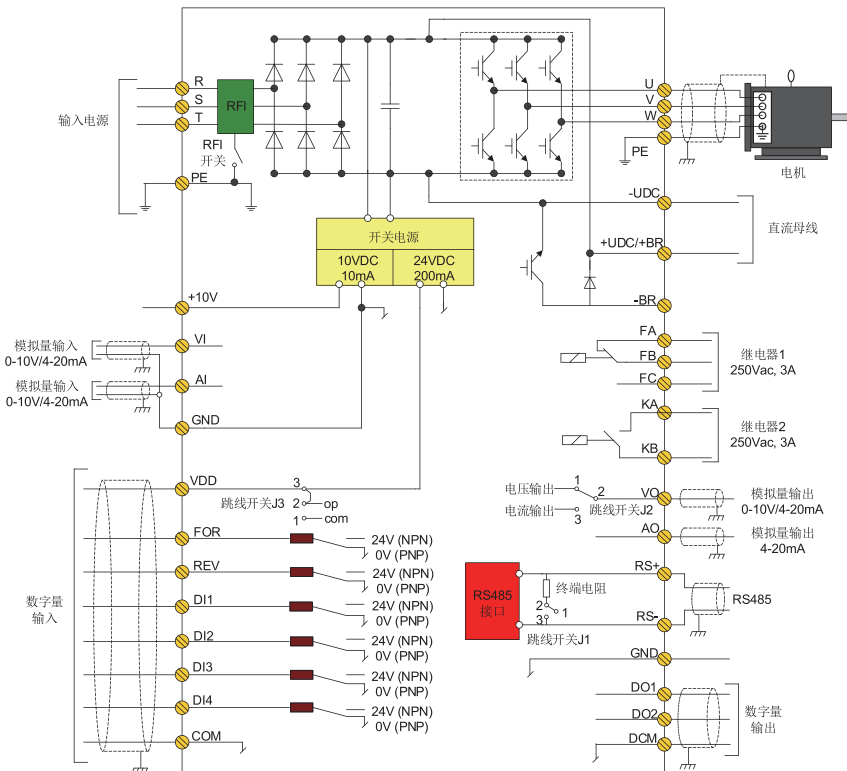 R
S
T
RFI
输入电源
RFI
开关
PE
U
V
W
PE
电机
-UDC
直流母线
+UDC/+BR
-BR
开关电源
10VDC
10mA
24VDC
200mA
+10V
VI
模拟量输入
0-10V/4-20mA
AI
模拟量输入
0-10V/4-20mA
GND
FA
FB
FC
继电器1
250Vac, 3A
KA
KB
继电器2
250Vac, 3A
VDD
3
跳线开关J3
2
op
1
com
电压输出
1
2
电流输出
3
跳线开关J2
VO
模拟量输出
0-10V/4-20mA
AO
模拟量输出
4-20mA
数字量
输入
FOR
24V (NPN)
0V (PNP)
REV
24V (NPN)
0V (PNP)
DI1
24V (NPN)
0V (PNP)
DI2
24V (NPN)
0V (PNP)
DI3
24V (NPN)
0V (PNP)
DI4
24V (NPN)
0V (PNP)
COM
RS485
接口
终端电阻
2
1
3
跳线开关J1
RS+
RS-
RS485
GND
DO1
DO2
DCM
数字量
输出